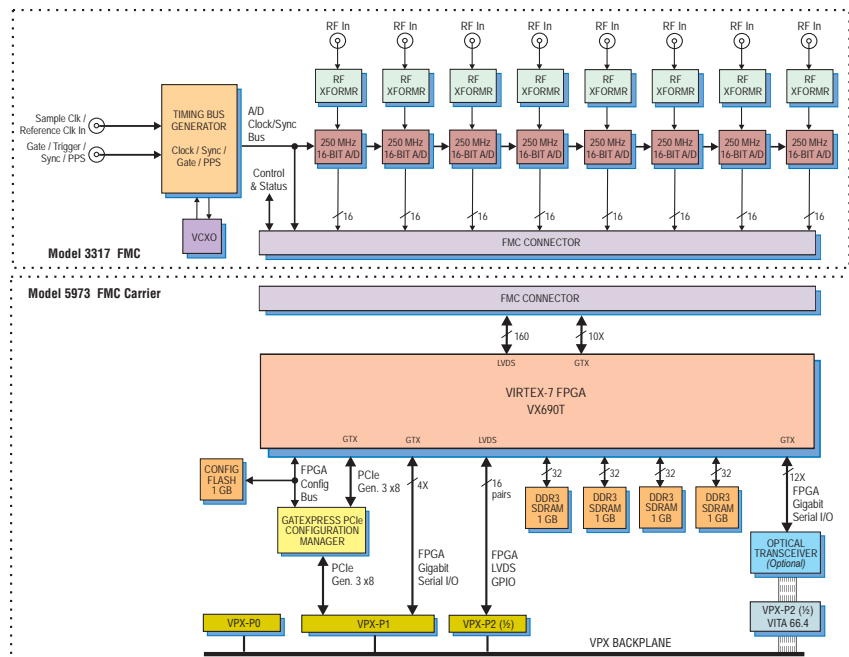 RF In
RF In
RF In
RF In
RF In
RF In
RF In
RF In
RF
XFORMR
RF
XFORMR
RF
XFORMR
RF
XFORMR
RF
XFORMR
RF
XFORMR
RF
XFORMR
RF
XFORMR
Sample Clk /
Reference Clk In
Gate / Trigger /
Sync / PPS
TIMING BUS
GENERATOR
Clock / Sync /
Gate / PPS
A/D
Clock/Sync
Bus
250 MHz
16-BIT A/D
250 MHz
16-BIT A/D
250 MHz
16-BIT A/D
250 MHz
16-BIT A/D
250 MHz
16-BIT A/D
250 MHz
16-BIT A/D
250 MHz
16-BIT A/D
250 MHz
16-BIT A/D
Control
& Status
16
16
16
16
16
16
16
16
VCXO
FMC CONNECTOR
Model 3317 FMC
Model 5973 FMC Carrier
FMC CONNECTOR
160
10X
LVDS
GTX
VIRTEX-7 FPGA
VX690T
GTX
GTX
LVDS
GTX
CONFIG
FLASH
1 GB
FPGA
Config
Bus
PCIe
Gen. 3 x8
4X
16
pairs
32
32
32
32
12X
FPGA
Gigabit
Serial I/O
DDR3
SDRAM
1 GB
DDR3
SDRAM
1 GB
DDR3
SDRAM
1 GB
DDR3
SDRAM
1 GB
GATEXPRESS PCIe
CONFIGURATION
MANAGER
OPTICAL
TRANSCEIVER
(Optional)
PCIe
Gen. 3 x8
FPGA
Gigabit
Serial I/O
FPGA
LVDS
GPIO
VPX-P0
VPX-P1
VPX-P2 (½)
VPX-P2 (½)
VITA 66.4
VPX BACKPLANE